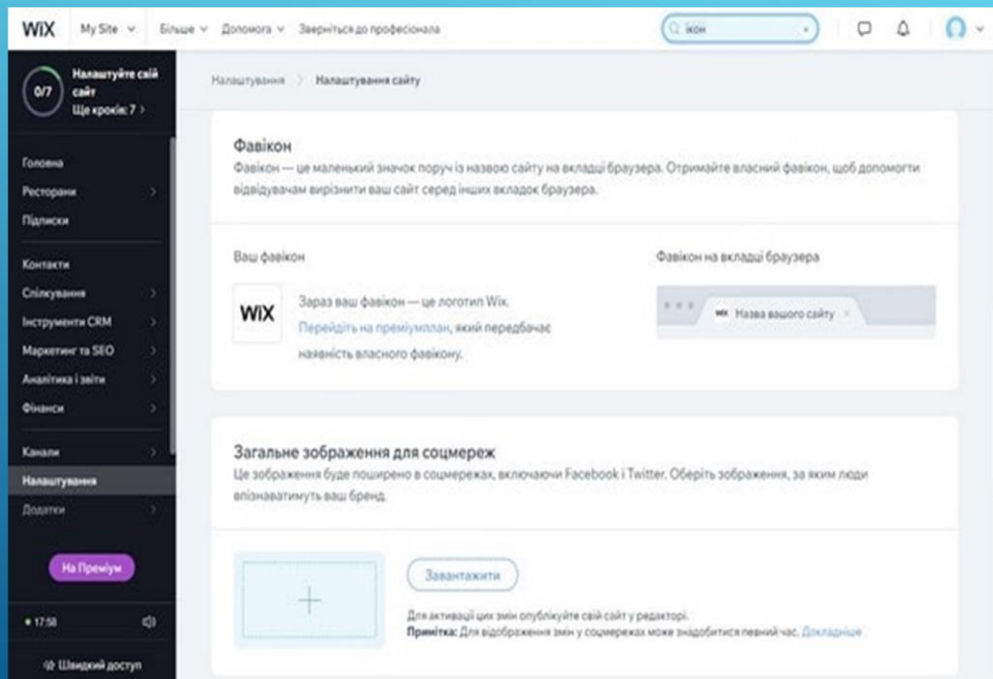 WiX My Site Більше Допомога Зверніться до професіонала ікон
0/7
Налаштуйте свій
сайт
Ще кроків: 7 >
Головна
Ресторани
Підписки
Контакти
Спілкування
Інструменти CRM
Маркетинг та SEO
Аналітика і звіти
Фінанси
Канали
Налаштування
Додатки
На Преміум
17:58
Швидкий доступ
Налаштування > Налаштування сайту
Фавікон
Фавікон — це маленький значок поруч із назвою сайту на вкладці браузера. Отримайте власний фавікон, щоб допомогти
відвідувачам вирізнити ваш сайт серед інших вкладок браузера.
Ваш фавікон
WiX
Зараз ваш фавікон — це логотип Wix.
Перейдіть на преміумплан, який передбачає
наявність власного фавікону.
Фавікон на вкладці браузера
WiX Назва вашого сайту ×
Загальне зображення для соцмереж
Це зображення буде поширено в соцмережах, включаючи Facebook і Twitter. Оберіть зображення, за яким люди
впізнаватимуть ваш бренд.
Завантажити
Для активації цих змін опублікуйте свій сайт у редакторі.
Примітка: Для відображення змін у соцмережах може знадобитися певний час. Докладніше